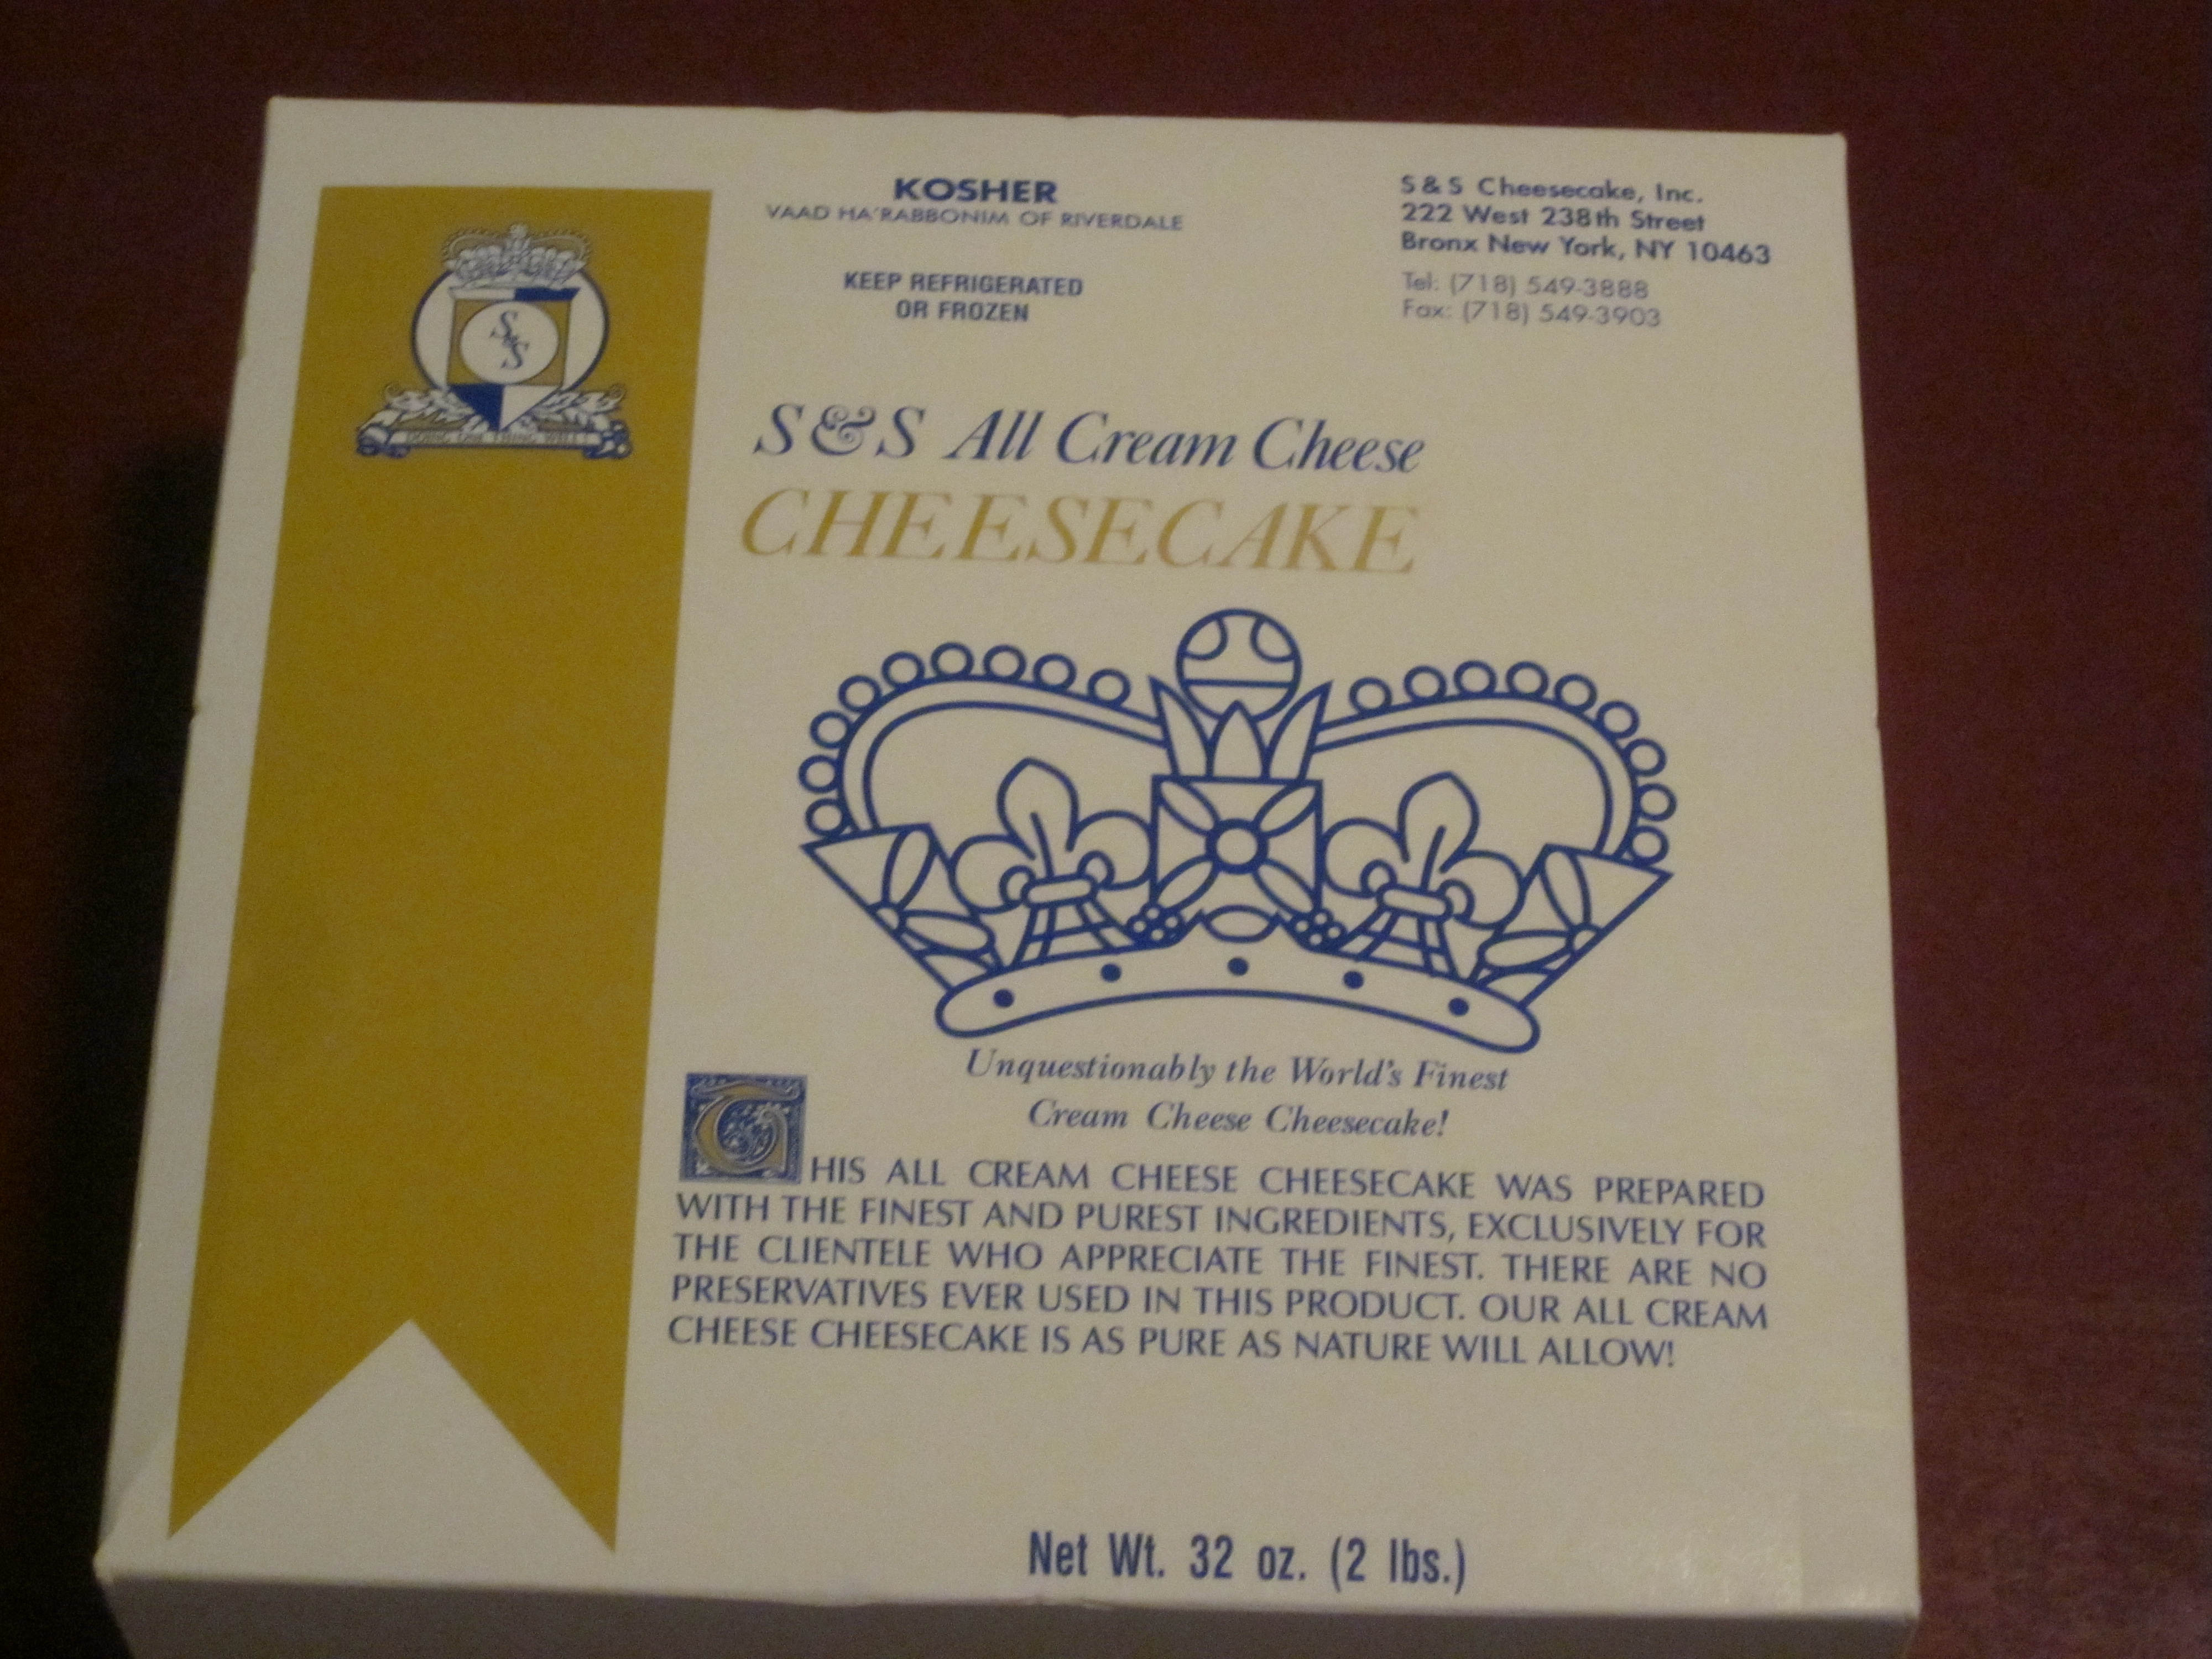 KOSHER
VAAD HA'RABBONIM OF RIVERDALE
KEEP REFRIGERATED
OR FROZEN
S & S Cheesecake, Inc.
222 West 238th Street
Bronx New York, NY 10463
Tel: (718) 549-3888
Fax: (718) 549-3903
S&S
DOING ONE THING WELL!
S&S All Cream Cheese
CHEESECAKE
Unquestionably the World's Finest
Cream Cheese Cheesecake!
THIS ALL CREAM CHEESE CHEESECAKE WAS PREPARED
WITH THE FINEST AND PUREST INGREDIENTS, EXCLUSIVELY FOR
THE CLIENTELE WHO APPRECIATE THE FINEST. THERE ARE NO
PRESERVATIVES EVER USED IN THIS PRODUCT. OUR ALL CREAM
CHEESE CHEESECAKE IS AS PURE AS NATURE WILL ALLOW!
Net Wt. 32 oz. (2 lbs.)